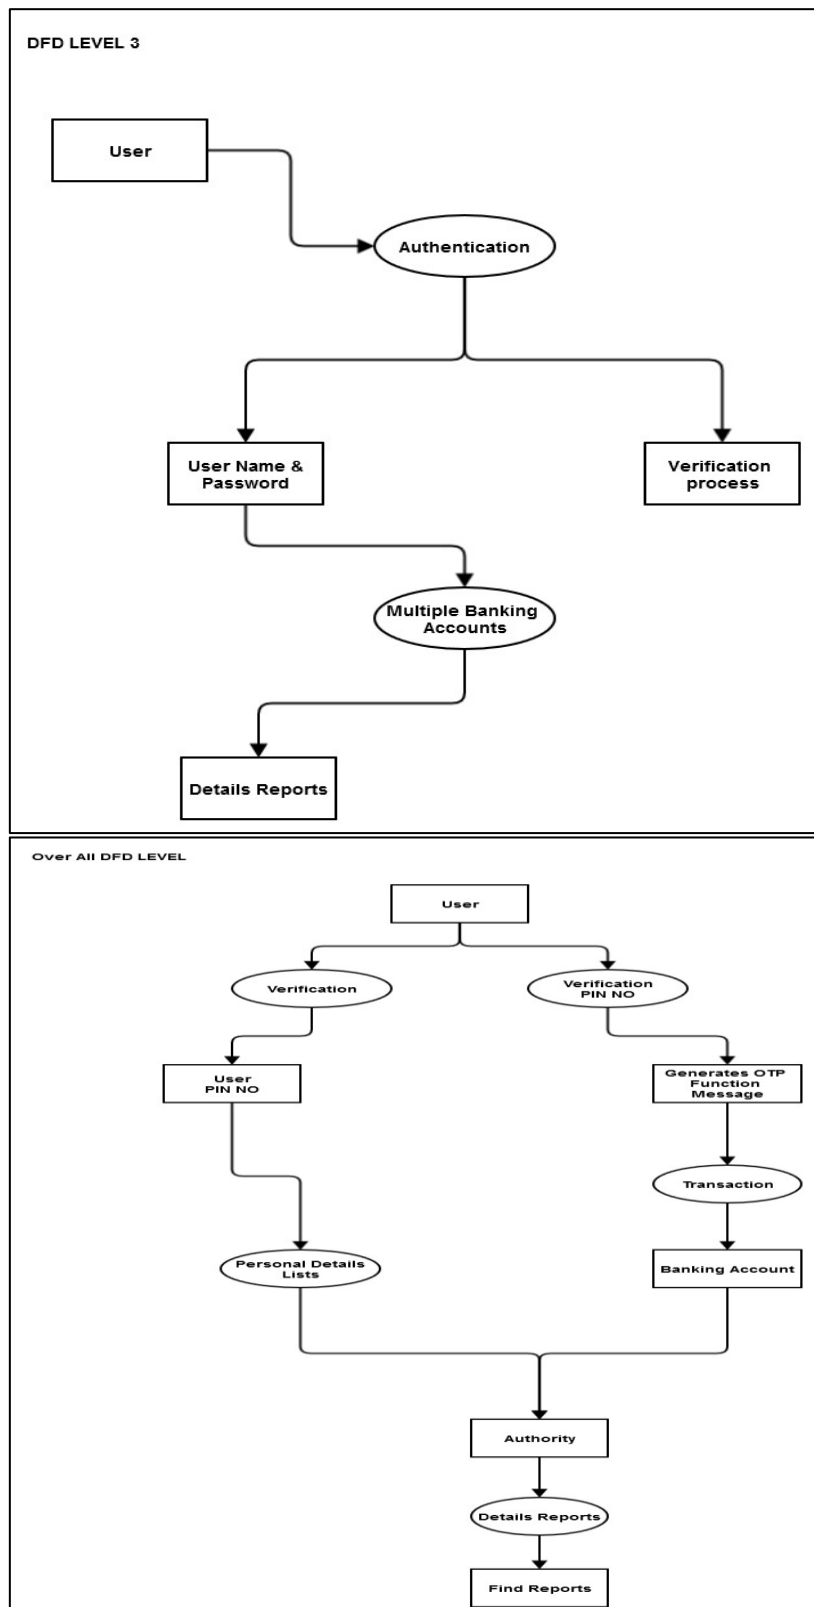 DFD LEVEL 3
User
Authentication
User Name &
Password
Verification
process
Multiple Banking
Accounts
Details Reports
Over All DFD LEVEL
User
Verification
Verification
PIN NO
User
PIN NO
Generates OTP
Function
Message
Transaction
Personal Details
Lists
Banking Account
Authority
Details Reports
Find Reports